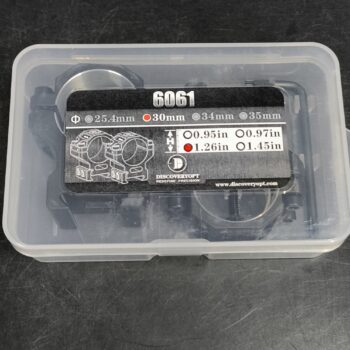 6061
Φ 25.4mm 30mm 34mm 35mm
H 0.95in 0.97in
1.26in 1.45in
D
DISCOVERYOPT
www.discoveryopt.com